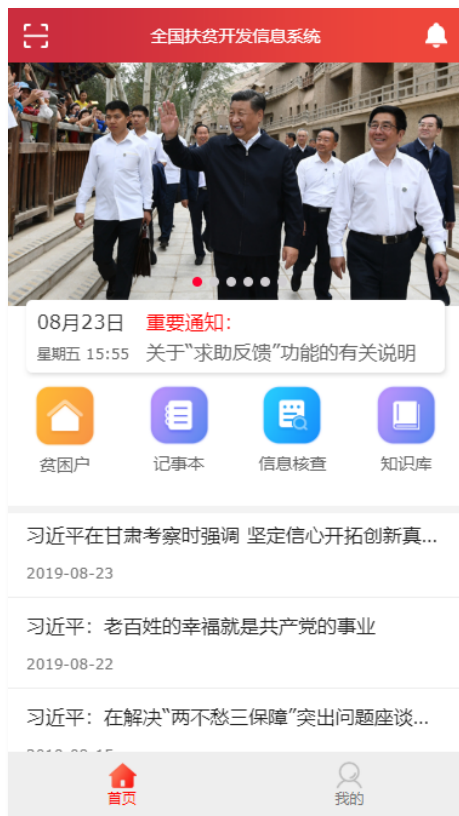 全国扶贫开发信息系统
08月23日 重要通知:
星期五 15:55 关于“求助反馈”功能的有关说明
贫困户 记事本 信息核查 知识库
习近平在甘肃考察时强调 坚定信心开拓创新真...
2019-08-23
习近平：老百姓的幸福就是共产党的事业
2019-08-22
习近平：在解决“两不愁三保障”突出问题座谈...
首页 我的